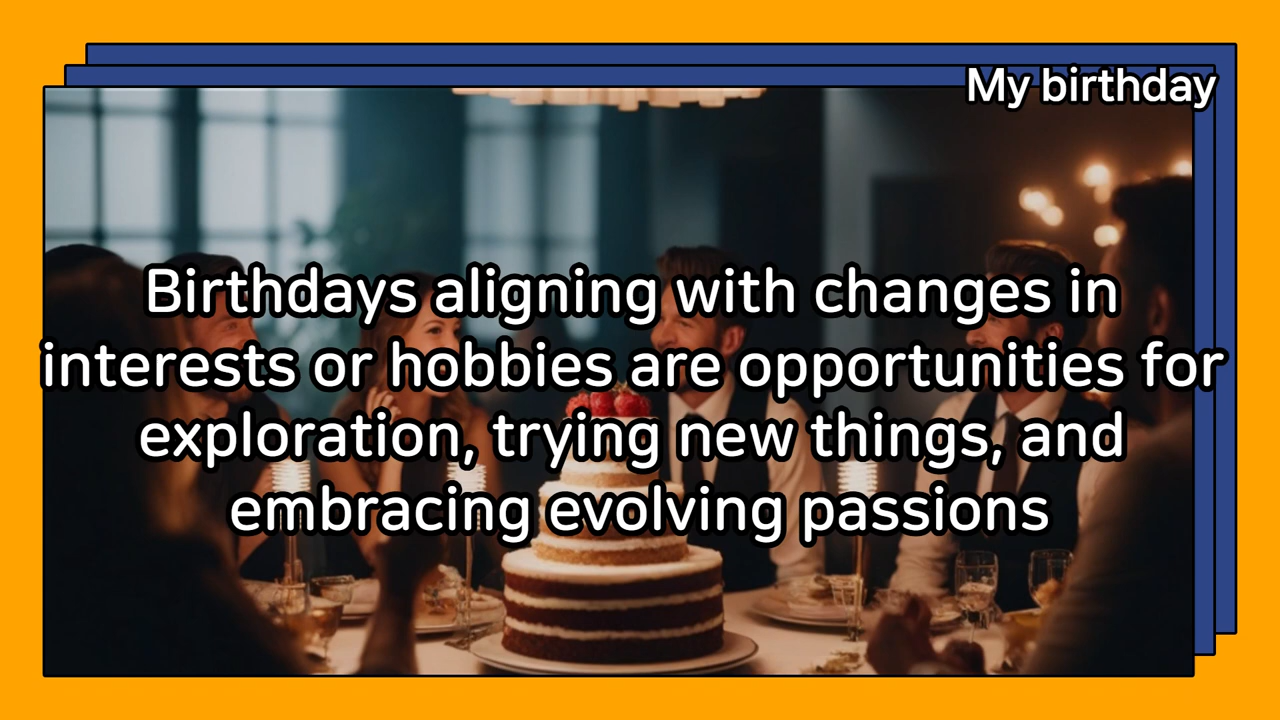 My birthday
Birthdays aligning with changes in
interests or hobbies are opportunities for
exploration, trying new things, and
embracing evolving passions